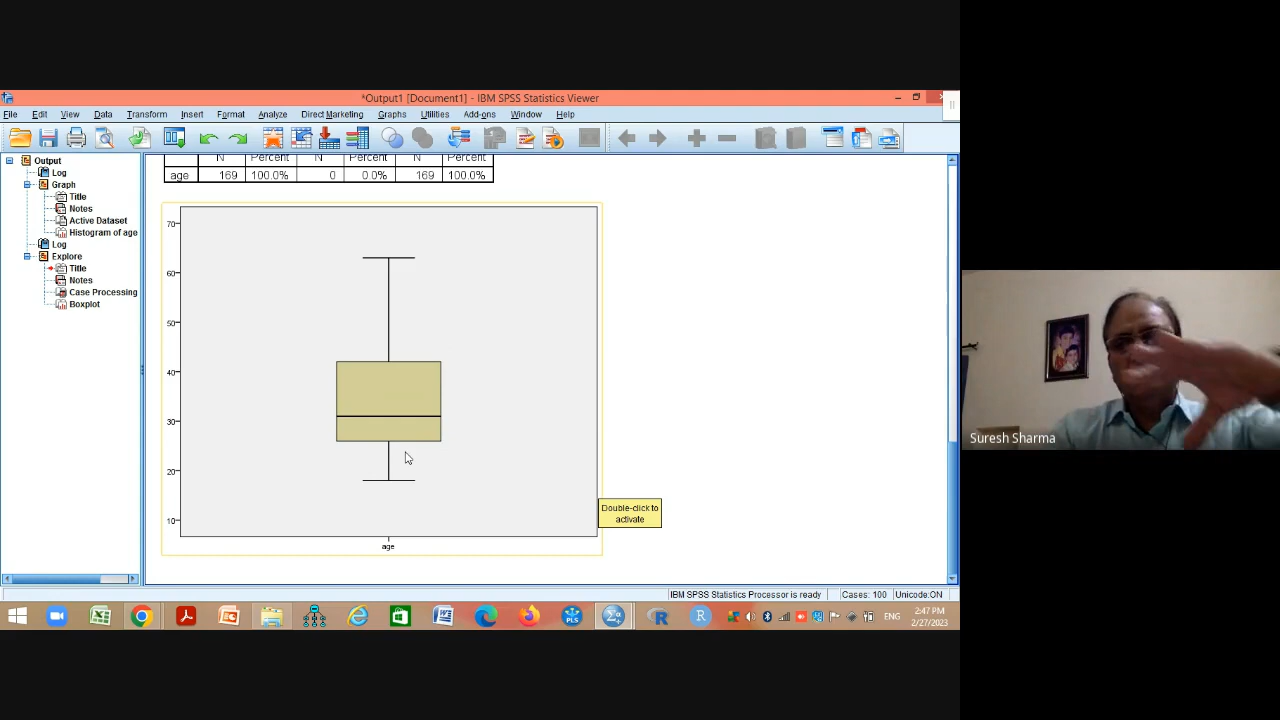 *Output1 [Document1] - IBM SPSS Statistics Viewer
File Edit View Data Transform Insert Format Analyze Direct Marketing Graphs Utilities Add-ons Window Help
Output
Log
Graph
Title
Notes
Active Dataset
Histogram of age
Log
Explore
Title
Notes
Case Processing
Boxplot
N Percent N Percent N Percent
age 169 100.0% 0 0.0% 169 100.0%
70
60
50
40
30
20
10
age
Double-click to
activate
Suresh Sharma
IBM SPSS Statistics Processor is ready Cases: 100 Unicode:ON
PLS
R
R
ENG
2:47 PM
2/27/2023